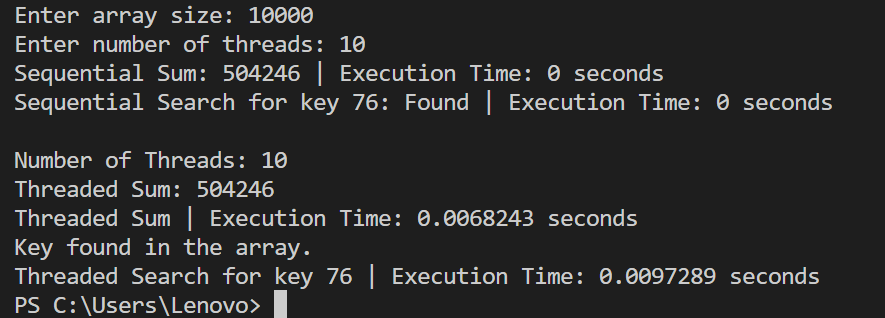 Enter array size: 10000
Enter number of threads: 10
Sequential Sum: 504246 | Execution Time: 0 seconds
Sequential Search for key 76: Found | Execution Time: 0 seconds
Number of Threads: 10
Threaded Sum: 504246
Threaded Sum | Execution Time: 0.0068243 seconds
Key found in the array.
Threaded Search for key 76 | Execution Time: 0.0097289 seconds
PS C:\Users\Lenovo>